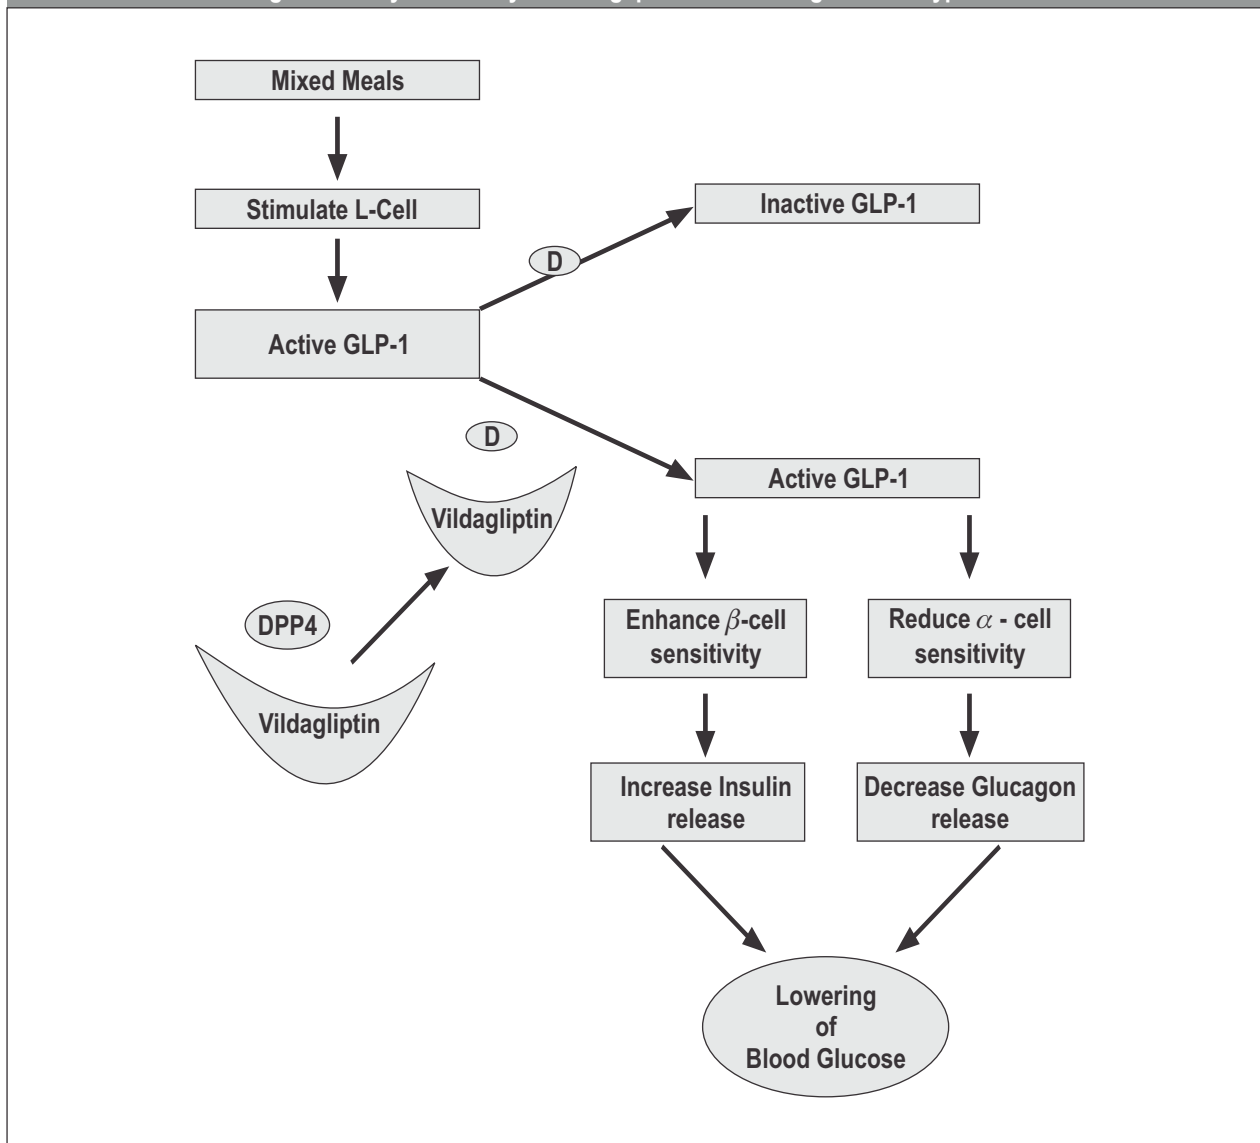 Mixed Meals
Stimulate L-Cell
Inactive GLP-1
D
Active GLP-1
D
Active GLP-1
Vildagliptin
DPP4
Enhance β-cell
sensitivity
Reduce α - cell
sensitivity
Vildagliptin
Increase Insulin
release
Decrease Glucagon
release
Lowering
of
Blood Glucose